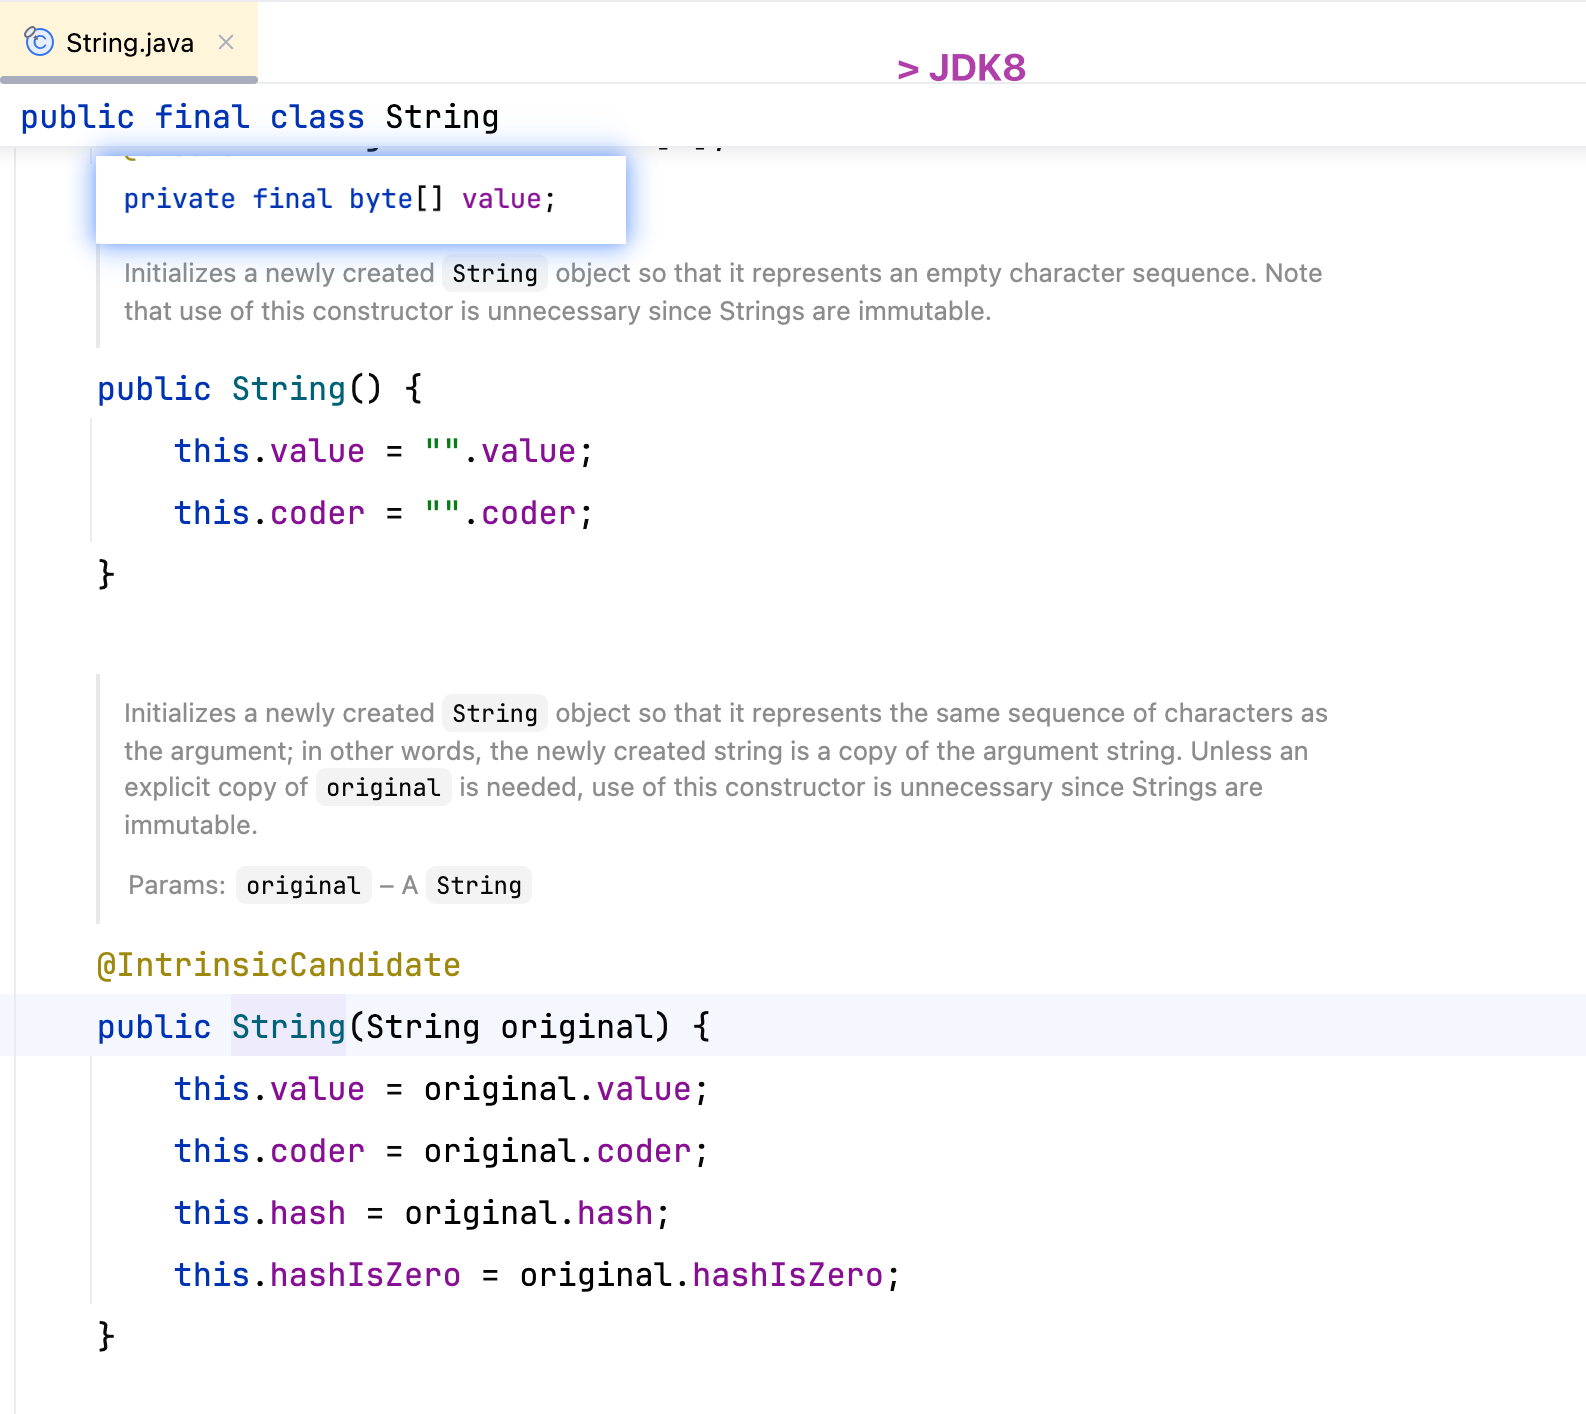 String.java
> JDK8
public final class String
private final byte[] value;
Initializes a newly created String object so that it represents an empty character sequence. Note
that use of this constructor is unnecessary since Strings are immutable.
public String() {
this.value = "".value;
this.coder = "".coder;
}
Initializes a newly created String object so that it represents the same sequence of characters as
the argument; in other words, the newly created string is a copy of the argument string. Unless an
explicit copy of original is needed, use of this constructor is unnecessary since Strings are
immutable.
Params: original – A String
@IntrinsicCandidate
public String(String original) {
this.value = original.value;
this.coder = original.coder;
this.hash = original.hash;
this.hashIsZero = original.hashIsZero;
}